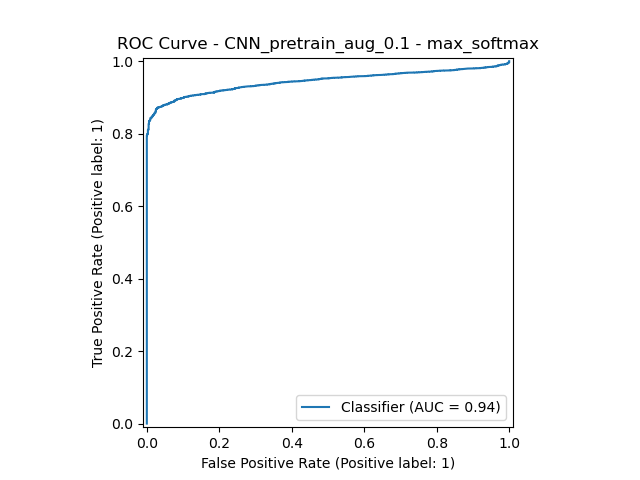 ROC Curve - CNN_pretrain_aug_0.1 - max_softmax
True Positive Rate (Positive label: 1)
1.0
0.8
0.6
0.4
0.2
0.0
Classifier (AUC = 0.94)
0.0 0.2 0.4 0.6 0.8 1.0
False Positive Rate (Positive label: 1)